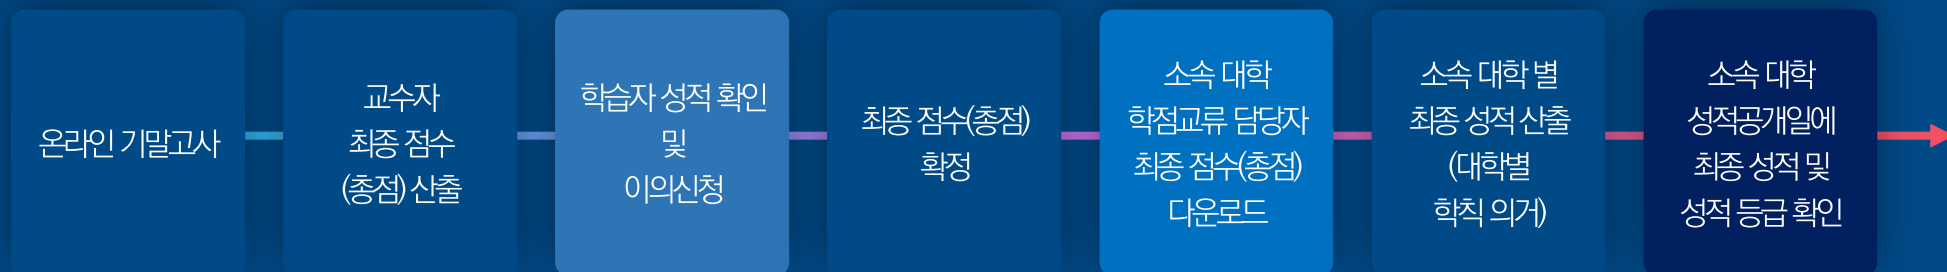 온라인 기말고사
교수자
최종 점수
(총점) 산출
학습자 성적 확인
및
이의신청
최종 점수(총점)
확정
소속 대학
학점교류 담당자
최종 점수(총점)
다운로드
소속 대학 별
최종 성적 산출
(대학별
학칙 의거)
소속 대학
성적공개일에
최종 성적 및
성적 등급 확인